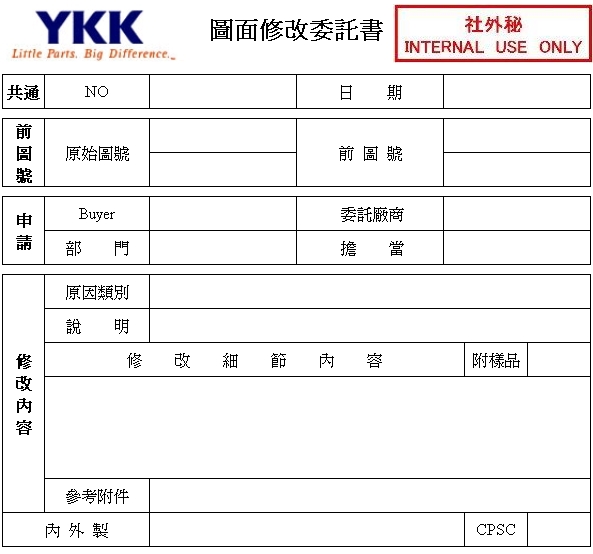 YKK
Little Parts. Big Difference.
圖面修改委託書
社外秘
INTERNAL USE ONLY
共通 NO 日 期
前圖號 原始圖號 前圖號
申請 Buyer 委託廠商
部 門 擔 當
修改內容 原因類別
說 明
修 改 細 節 內 容 附樣品
參考附件
內 外 製 CPSC